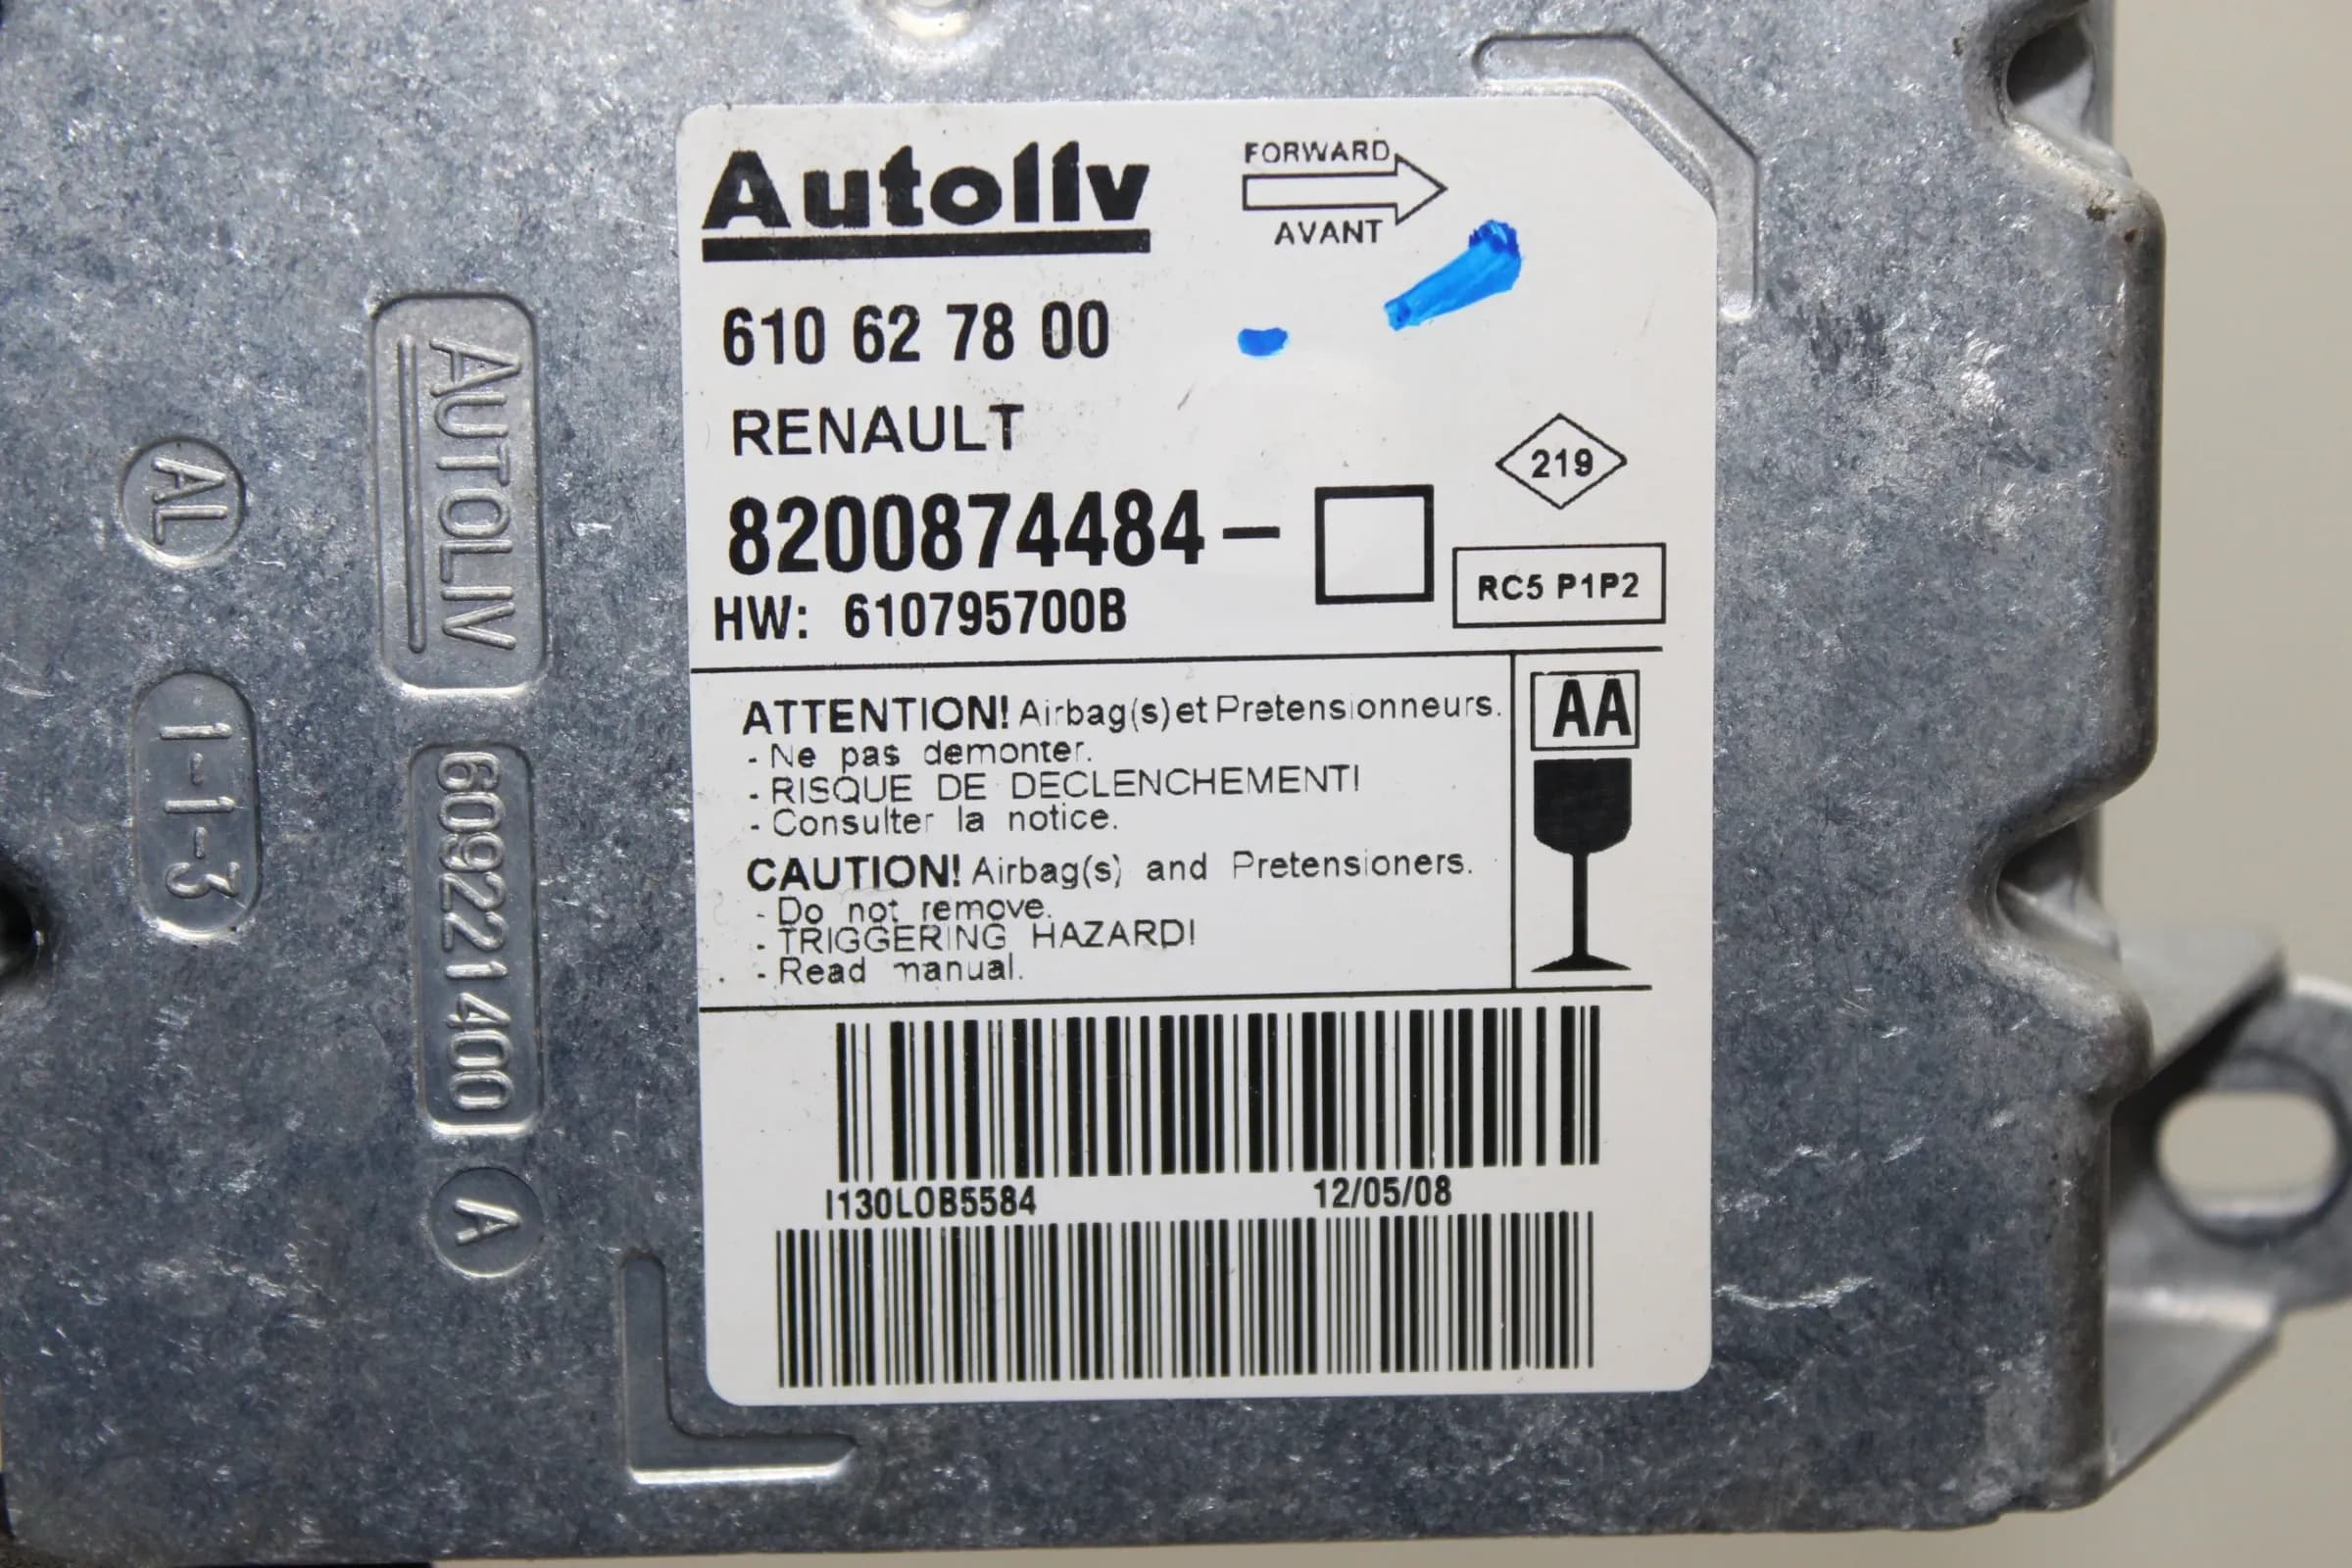 Autoliv
FORWARD
AVANT
610 62 78 00
RENAULT
219
8200874484-
RC5 P1P2
HW: 610795700B
ATTENTION! Airbag(s) et Pretensionneurs.
- Ne pas demonter.
- RISQUE DE DECLENCHEMENT!
- Consulter la notice.
AA
CAUTION! Airbag(s) and Pretensioners.
- Do not remove.
- TRIGGERING HAZARD!
- Read manual.
I130L0B5584 12/05/08
AUTOLIV
609221400
A
AL
1-1-3